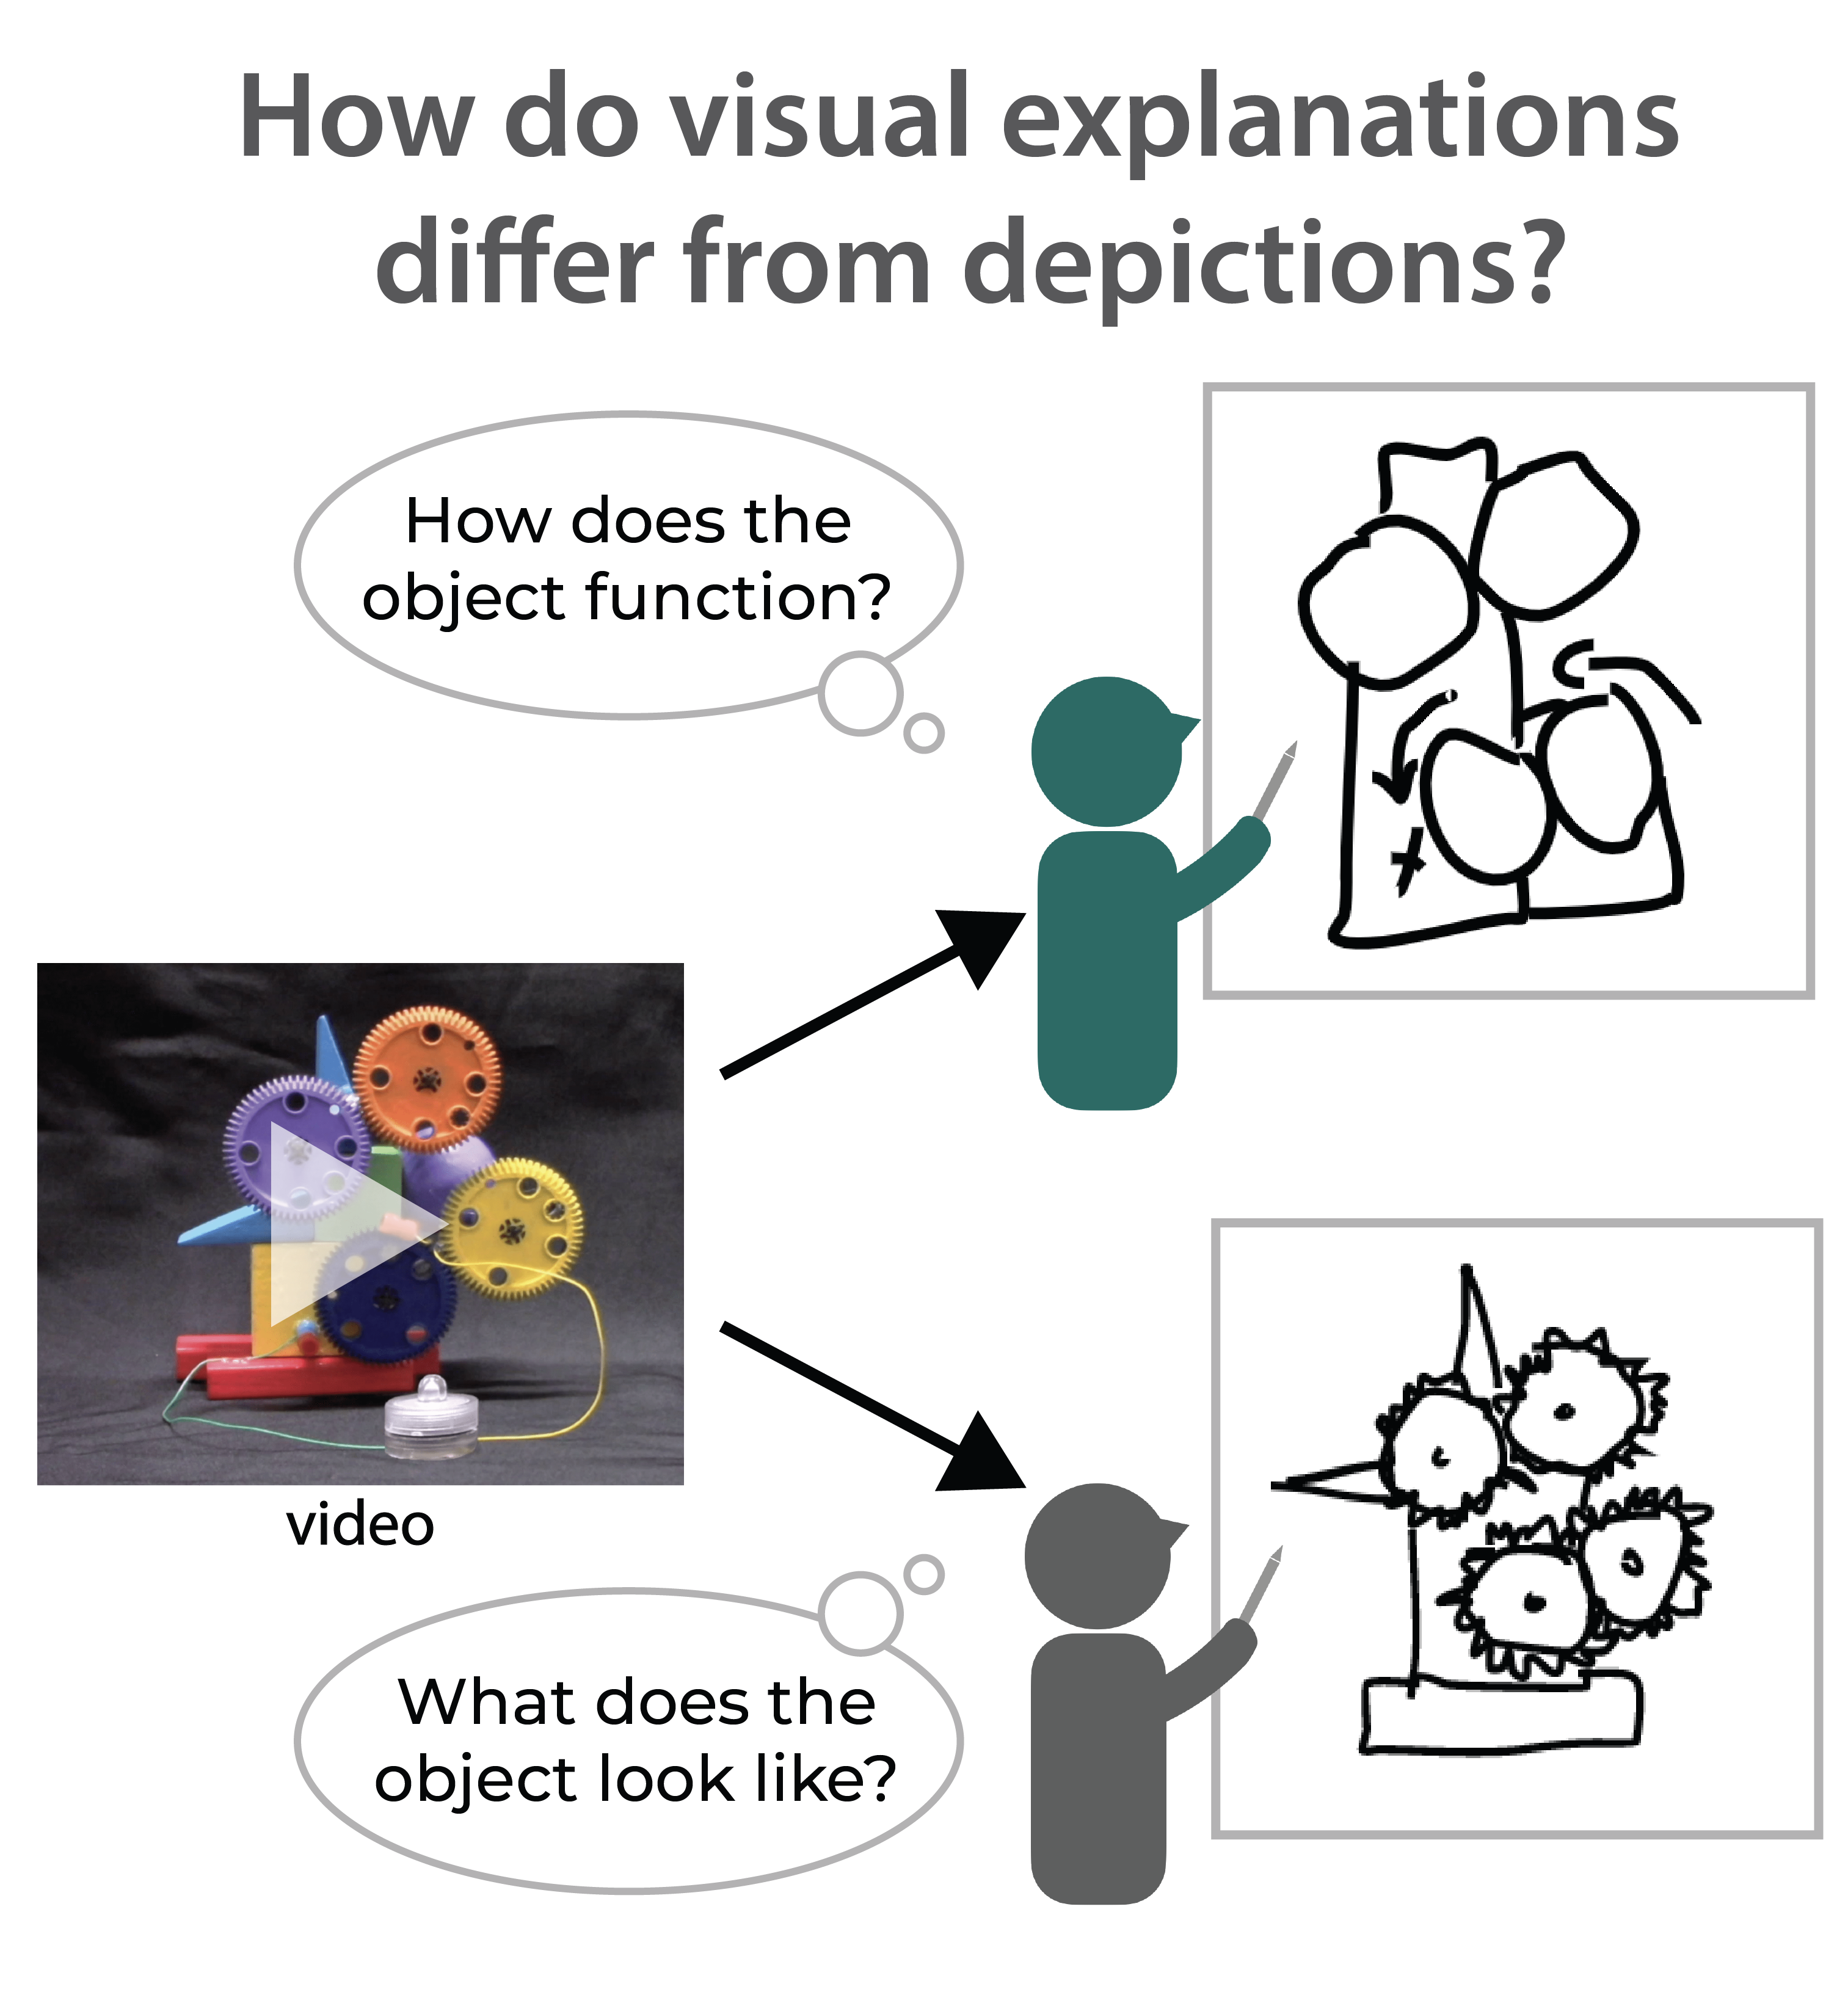 How do visual explanations
differ from depictions?
How does the
object function?
video
What does the
object look like?